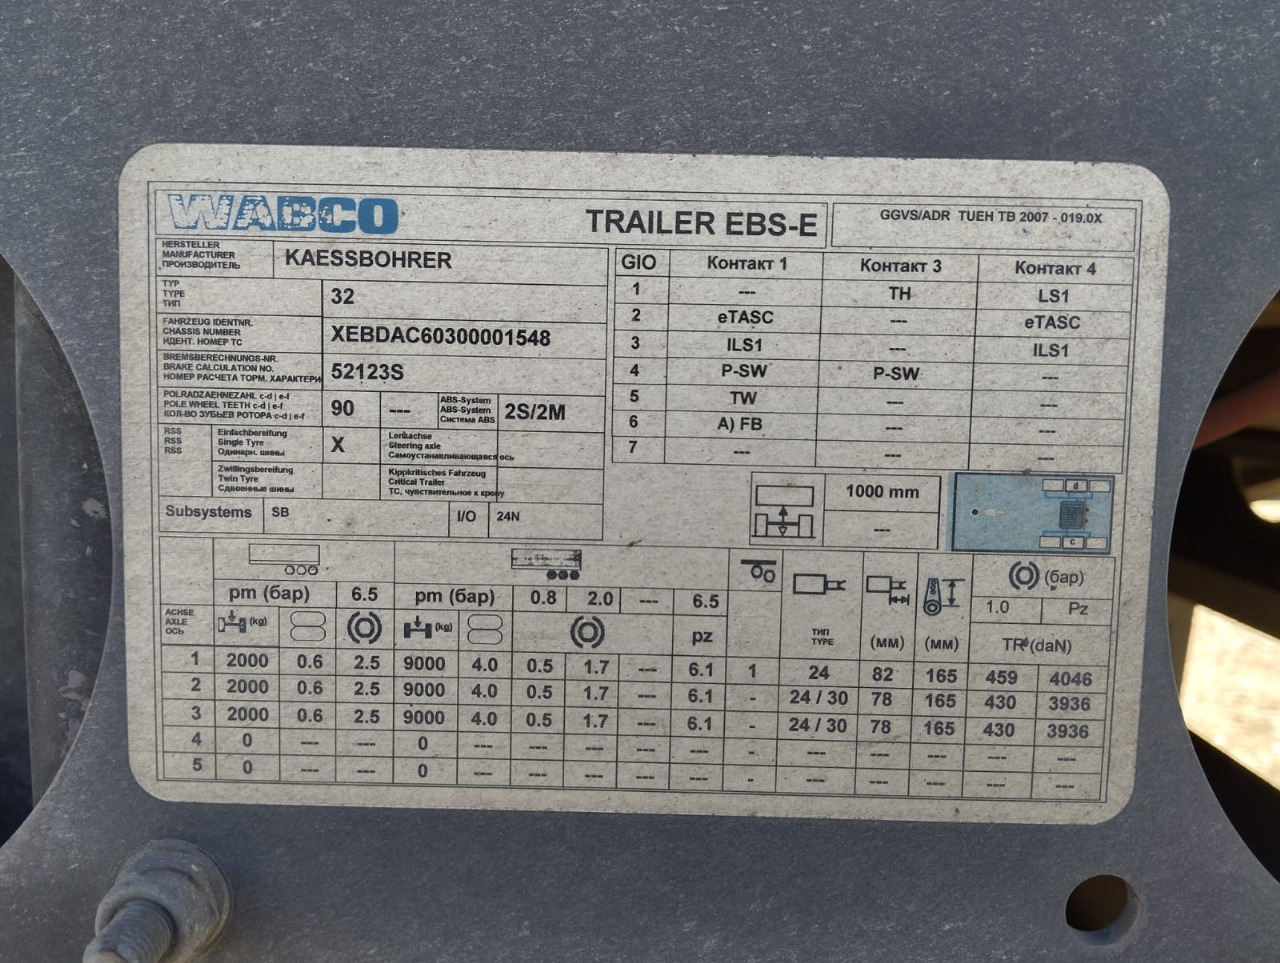 WABCO TRAILER EBS-E GGVS/ADR TUEH TB 2007 - 019.0X
HERSTELLER
MANUFACTURER
ПРОИЗВОДИТЕЛЬ
KAESSBOHRER
TYP
TYPE
ТИП
32
FAHRZEUG IDENTNR.
CHASSIS NUMBER
ИДЕНТ. НОМЕР ТС
XEBDAC60300001548
BREMSBERECHNUNGS-NR.
BRAKE CALCULATION NO.
НОМЕР РАСЧЕТА ТОРМ. ХАРАКТЕРИ
52123S
POLRADZAEHNEZAHL c-d | e-f
POLE WHEEL TEETH c-d | e-f
КОЛ-ВО ЗУБЬЕВ РОТОРА c-d | e-f
90 ---
ABS-System
ABS-System
Система ABS
2S/2M
RSS
RSS
RSS
Einfachbereifung
Single Tyre
Одинарн. шины
X
Lenkachse
Steering axle
Самоустанавливающаяся ось
Zwillingsbereifung
Twin Tyre
Сдвоенные шины
Kippkritisches Fahrzeug
Critical Trailer
ТС, чувствительное к крену
Subsystems SB I/O 24N
GIO Контакт 1 Контакт 3 Контакт 4
1 --- TH LS1
2 eTASC --- eTASC
3 ILS1 --- ILS1
4 P-SW P-SW ---
5 TW --- ---
6 A) FB --- ---
7 --- --- ---
1000 mm
---
d
c
pm (бар) 6.5 pm (бар) 0.8 2.0 --- 6.5
(бар)
1.0 Pz
ACHSE
AXLE
ОСЬ
(kg) (kg) pz
ТИП
TYPE
(мм) (мм) TR (daN)
1 2000 0.6 2.5 9000 4.0 0.5 1.7 --- 6.1 1 24 82 165 459 4046
2 2000 0.6 2.5 9000 4.0 0.5 1.7 --- 6.1 - 24 / 30 78 165 430 3936
3 2000 0.6 2.5 9000 4.0 0.5 1.7 --- 6.1 - 24 / 30 78 165 430 3936
4 0 --- --- 0 --- --- --- --- --- - --- --- --- --- ---
5 0 --- --- 0 --- --- --- --- --- - --- --- --- --- ---